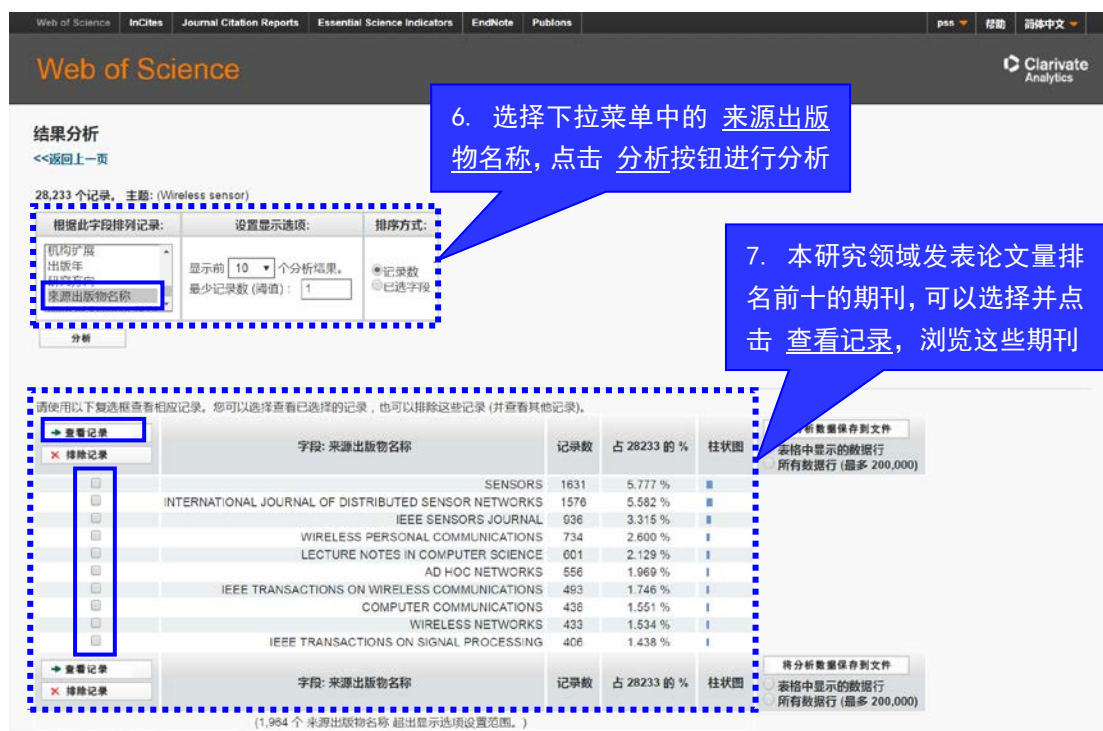 Web of Science InCites Journal Citation Reports Essential Science Indicators EndNote Publons pss 帮助 简体中文
Web of Science
Clarivate
Analytics
6. 选择下拉菜单中的 来源出版
物名称，点击 分析按钮进行分析
结果分析
<<返回上一页
28,233 个记录。 主题: (Wireless sensor)
根据此字段排列记录: 设置显示选项: 排序方式:
机构扩展
出版年
研究方向
来源出版物名称
显示前 10 个分析结果。
最少记录数 (阈值) : 1
记录数
已选字段
分析
7. 本研究领域发表论文量排
名前十的期刊，可以选择并点
击 查看记录，浏览这些期刊
请使用以下复选框查看相应记录。您可以选择查看已选择的记录，也可以排除这些记录 (并查看其他记录)。
查看记录
排除记录
字段: 来源出版物名称 记录数 占 28233 的 % 柱状图
分析数据保存到文件
表格中显示的数据行
所有数据行 (最多 200,000)
SENSORS 1631 5.777 %
INTERNATIONAL JOURNAL OF DISTRIBUTED SENSOR NETWORKS 1576 5.582 %
IEEE SENSORS JOURNAL 936 3.315 %
WIRELESS PERSONAL COMMUNICATIONS 734 2.600 %
LECTURE NOTES IN COMPUTER SCIENCE 601 2.129 %
AD HOC NETWORKS 556 1.969 %
IEEE TRANSACTIONS ON WIRELESS COMMUNICATIONS 493 1.746 %
COMPUTER COMMUNICATIONS 438 1.551 %
WIRELESS NETWORKS 433 1.534 %
IEEE TRANSACTIONS ON SIGNAL PROCESSING 406 1.438 %
查看记录
排除记录
字段: 来源出版物名称 记录数 占 28233 的 % 柱状图
将分析数据保存到文件
表格中显示的数据行
所有数据行 (最多 200,000)
(1,964 个 来源出版物名称 超出显示选项设置范围。)